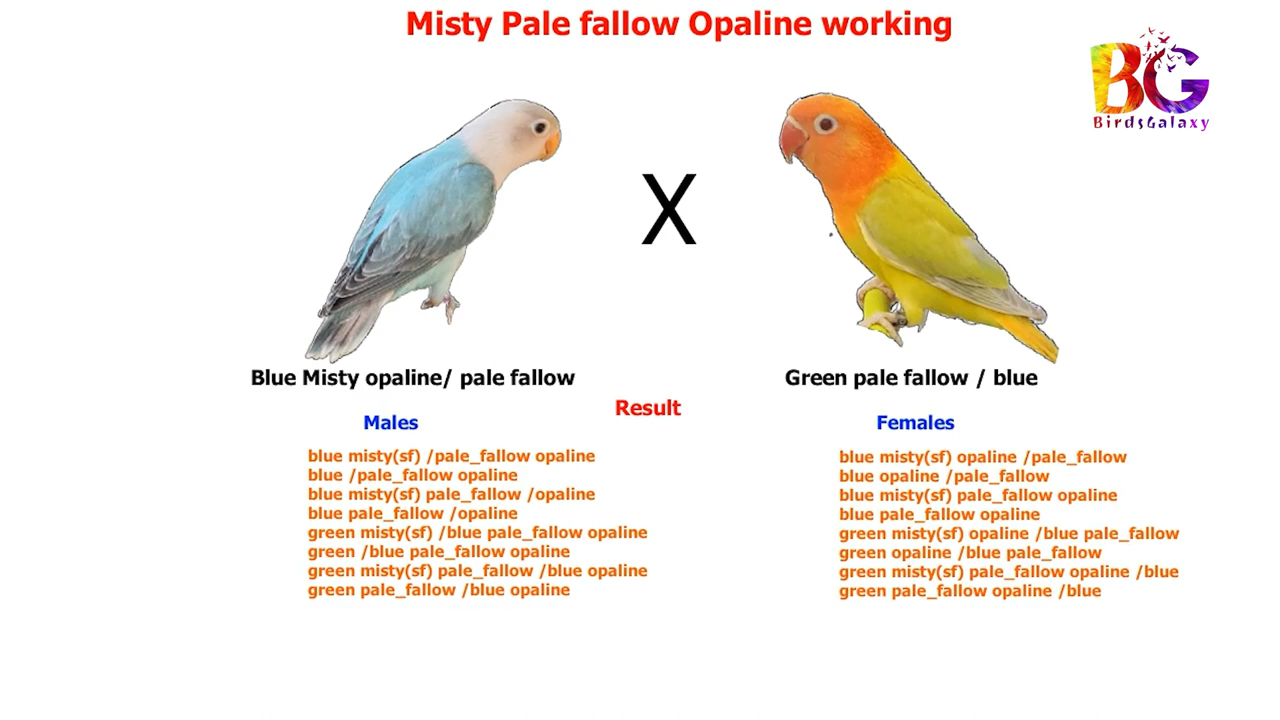 Misty Pale fallow Opaline working
BG
BirdsGalaxy
X
Blue Misty opaline/ pale fallow
Green pale fallow / blue
Result
Males
blue misty(sf) /pale_fallow opaline
blue /pale_fallow opaline
blue misty(sf) pale_fallow /opaline
blue pale_fallow /opaline
green misty(sf) /blue pale_fallow opaline
green /blue pale_fallow opaline
green misty(sf) pale_fallow /blue opaline
green pale_fallow /blue opaline
Females
blue misty(sf) opaline /pale_fallow
blue opaline /pale_fallow
blue misty(sf) pale_fallow opaline
blue pale_fallow opaline
green misty(sf) opaline /blue pale_fallow
green opaline /blue pale_fallow
green misty(sf) pale_fallow opaline /blue
green pale_fallow opaline /blue